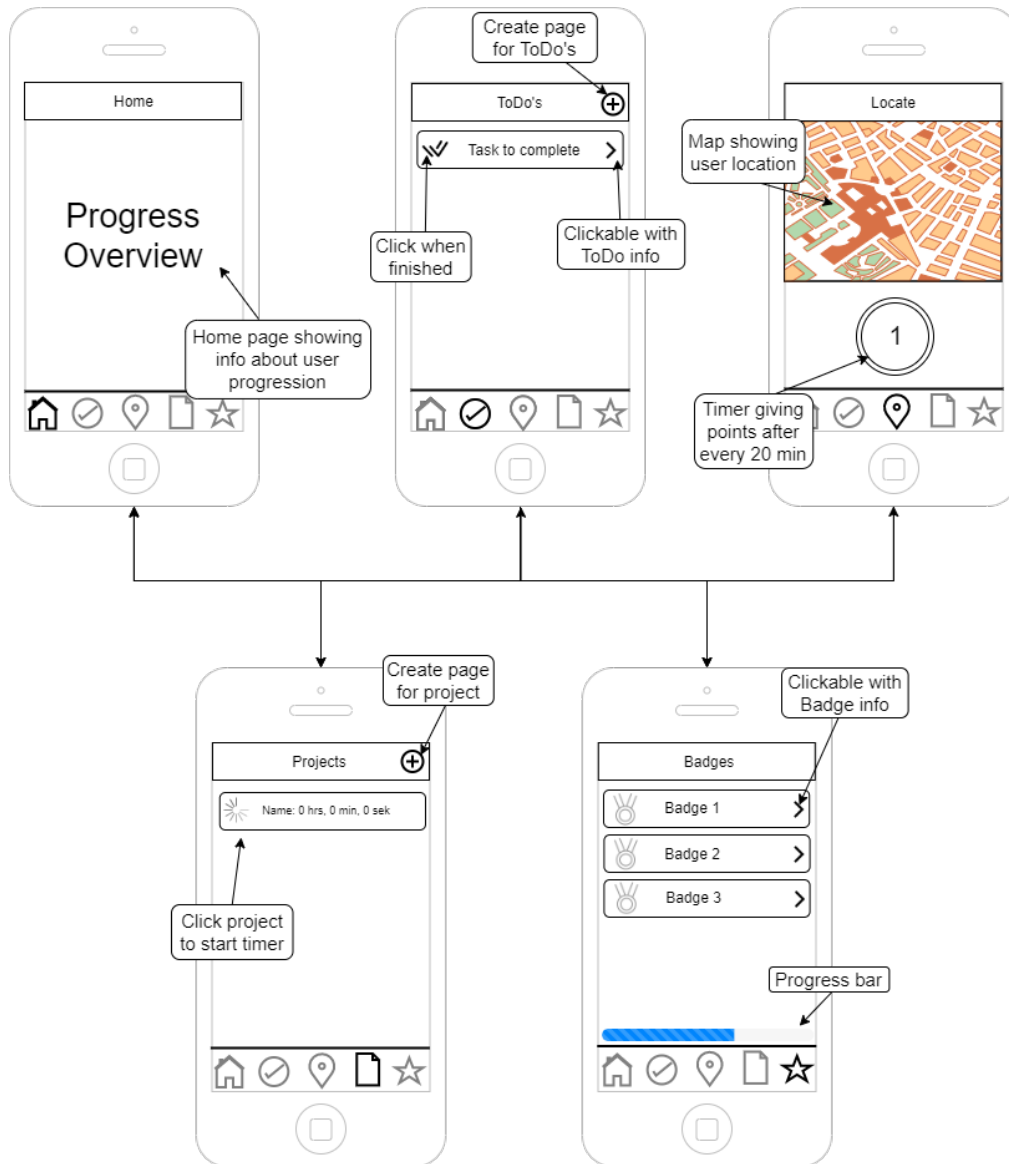 Home
Progress
Overview
Home page showing
info about user
progression
Create page
for ToDo's
ToDo's
Task to complete
Click when
finished
Clickable with
ToDo info
Locate
Map showing
user location
1
Timer giving
points after
every 20 min
Create page
for project
Projects
Name: 0 hrs, 0 min, 0 sek
Click project
to start timer
Clickable with
Badge info
Badges
Badge 1
Badge 2
Badge 3
Progress bar